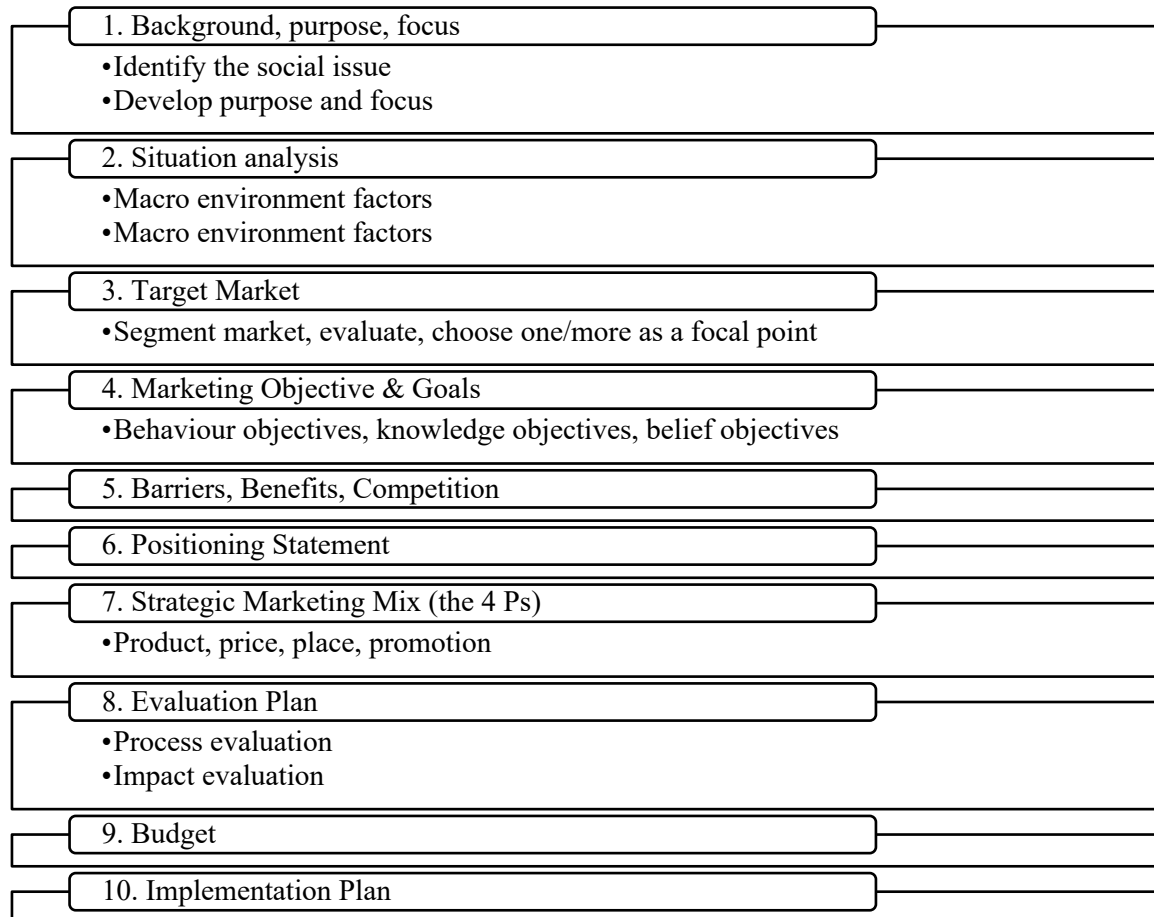 1. Background, purpose, focus
•Identify the social issue
•Develop purpose and focus
2. Situation analysis
•Macro environment factors
•Macro environment factors
3. Target Market
•Segment market, evaluate, choose one/more as a focal point
4. Marketing Objective & Goals
•Behaviour objectives, knowledge objectives, belief objectives
5. Barriers, Benefits, Competition
6. Positioning Statement
7. Strategic Marketing Mix (the 4 Ps)
•Product, price, place, promotion
8. Evaluation Plan
•Process evaluation
•Impact evaluation
9. Budget
10. Implementation Plan